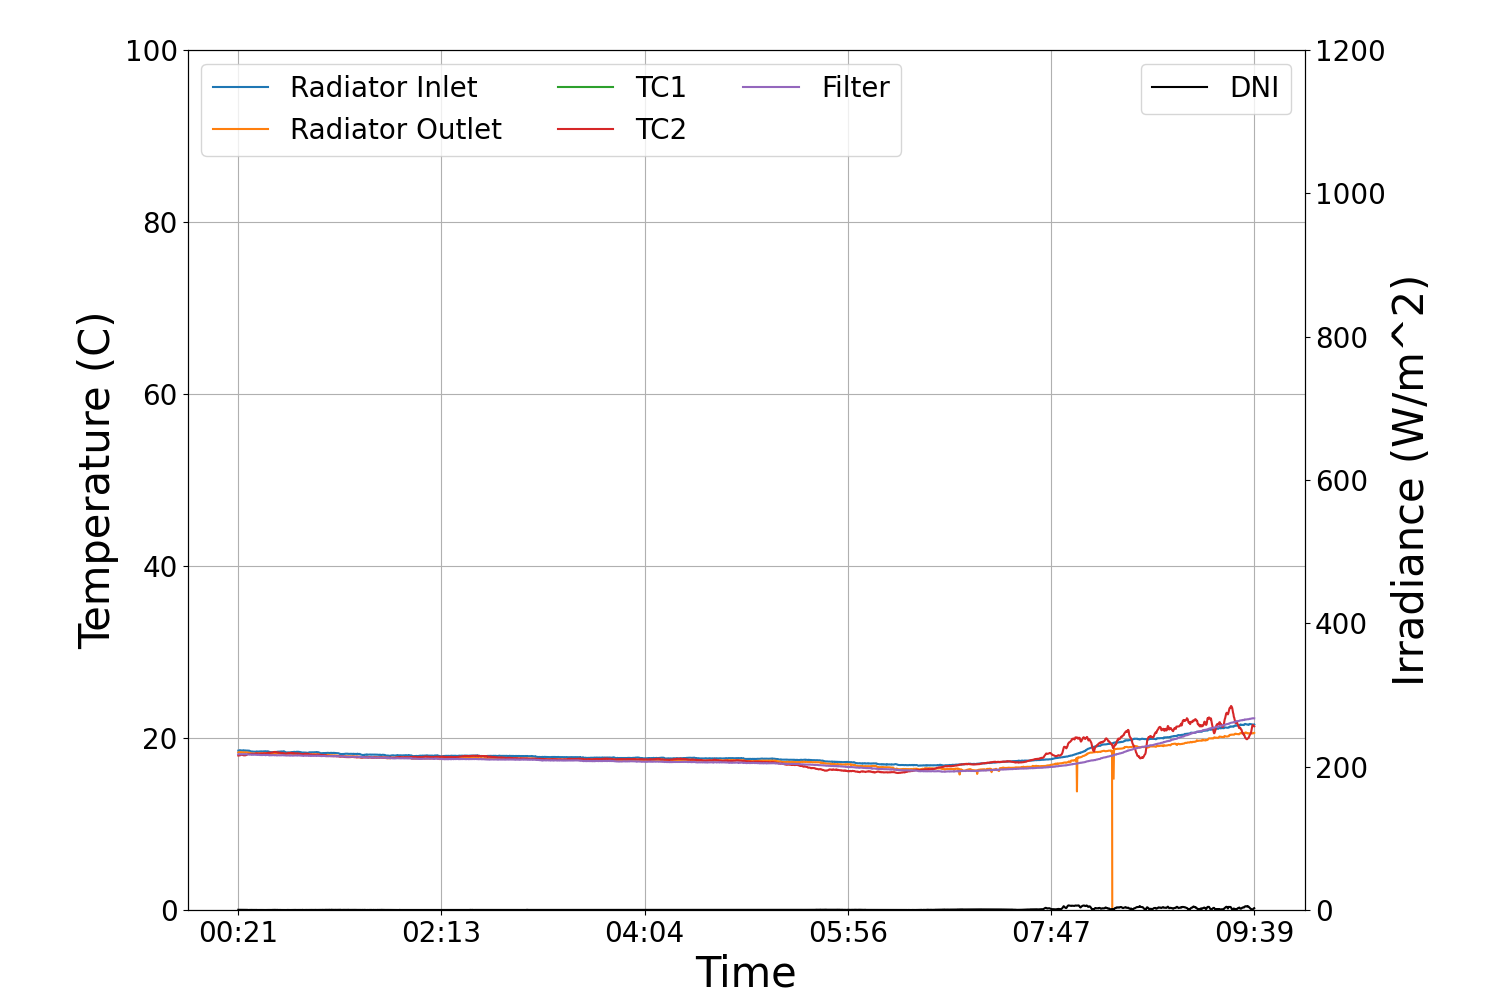 100
80
60
40
20
0
Temperature (C)
Radiator Inlet
Radiator Outlet
TC1
TC2
Filter
DNI
1200
1000
800
600
400
200
0
Irradiance (W/m^2)
00:21 02:13 04:04 05:56 07:47 09:39
Time